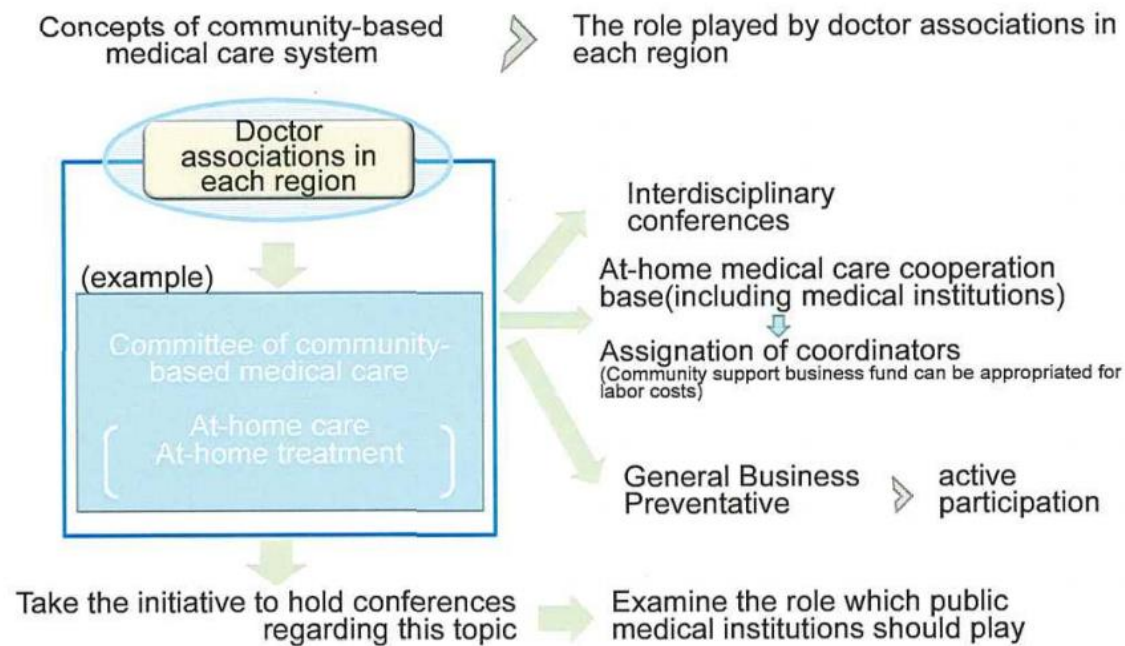 Concepts of community-based
medical care system
The role played by doctor associations in
each region
Doctor
associations in
each region
(example)
Committee of community-
based medical care
At-home care
At-home treatment
Interdisciplinary
conferences
At-home medical care cooperation
base(including medical institutions)
Assignation of coordinators
(Community support business fund can be appropriated for
labor costs)
General Business
Preventative
active
participation
Take the initiative to hold conferences
regarding this topic
Examine the role which public
medical institutions should play